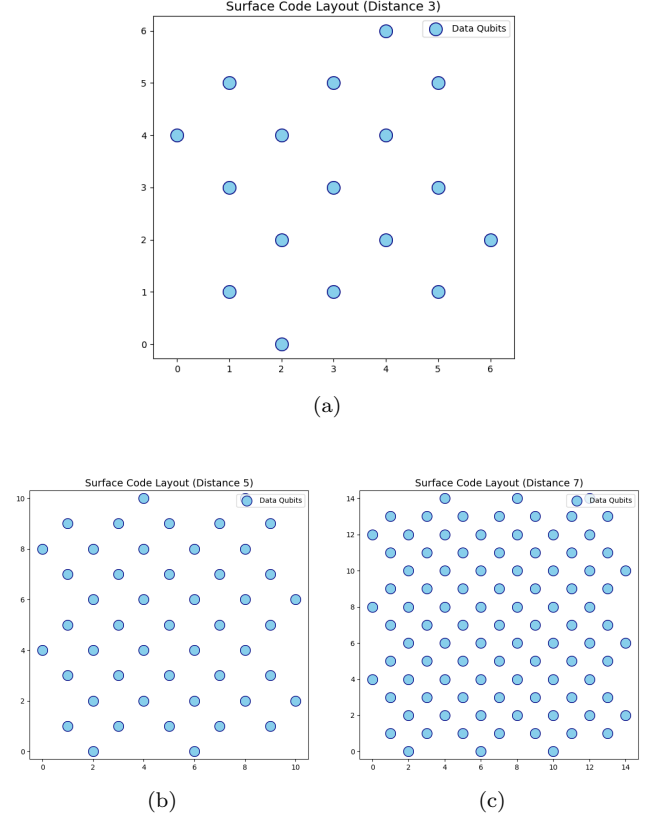 Surface Code Layout (Distance 3)
Data Qubits
6
5
4
3
2
1
0
0 1 2 3 4 5 6
(a)
Surface Code Layout (Distance 5)
Data Qubits
10
8
6
4
2
0
0 2 4 6 8 10
(b)
Surface Code Layout (Distance 7)
Data Qubits
14
12
10
8
6
4
2
0
0 2 4 6 8 10 12 14
(c)